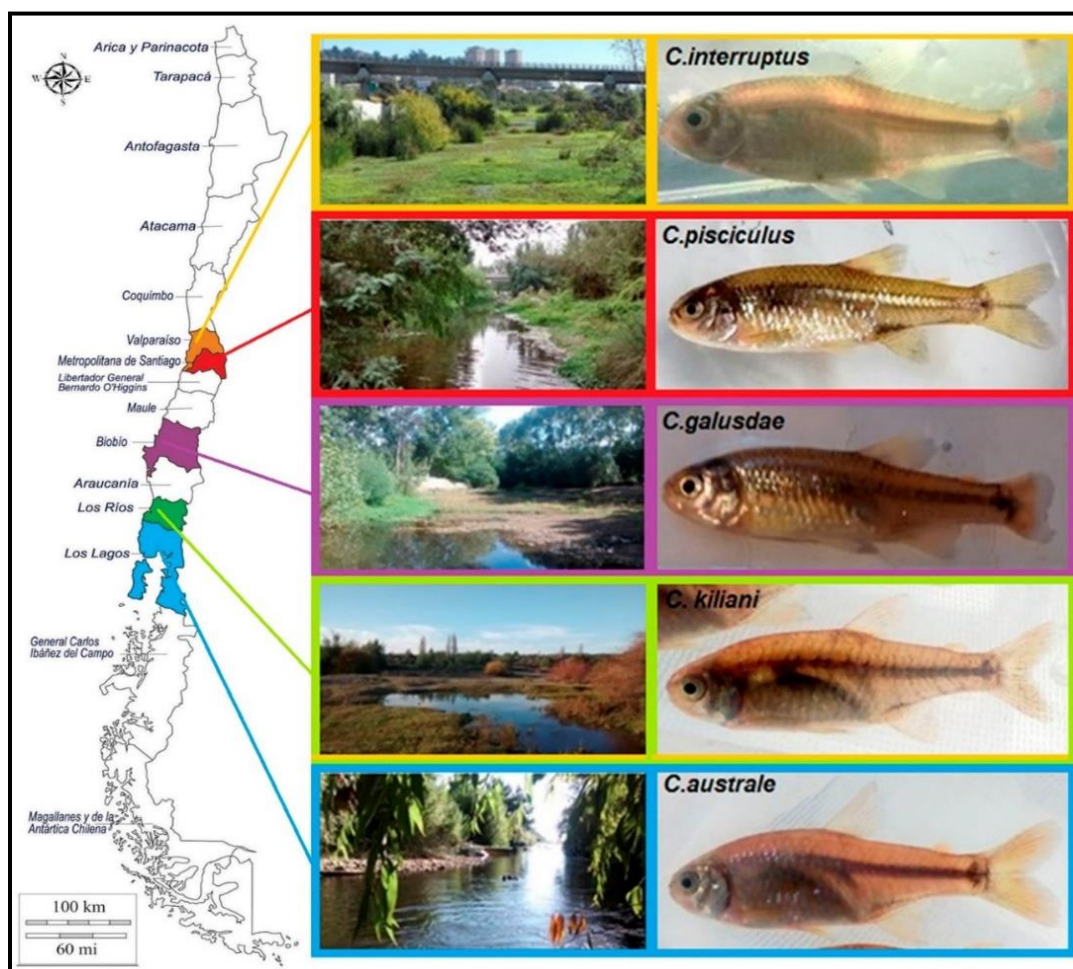 Arica y Parinacota
Tarapacá
N
W
E
S
Antofagasta
Atacama
Coquimbo
Valparaíso
Metropolitana de Santiago
Libertador General
Bernardo O'Higgins
Maule
Biobío
Araucanía
Los Ríos
Los Lagos
General Carlos
Ibáñez del Campo
Magallanes y de la
Antártica Chilena
100 km
60 mi
C.interruptus
C.pisciculus
C.galusdae
C. kiliani
C.australe